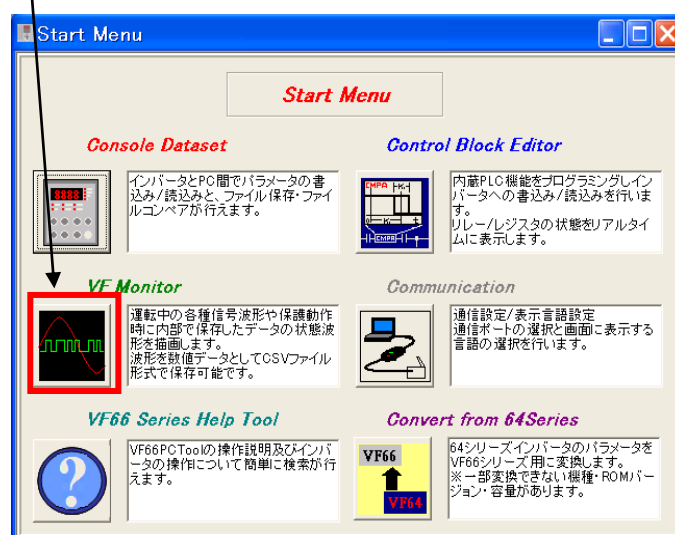 Start Menu
Start Menu
Console Dataset
インバータとPC間でパラメータの書
込み/読込みと、ファイル保存・ファイ
ルコンペアが行えます。
Control Block Editor
EMPA
EMPB
内蔵PLC機能をプログラミングしイン
バータへの書込み/読込みを行いま
す。
リレー/レジスタの状態をリアルタイ
ムに表示します。
VF Monitor
運転中の各種信号波形や保護動作
時に内部で保存したデータの状態波
形を描画します。
波形を数値データとしてCSVファイル
形式で保存可能です。
Communication
通信設定/表示言語設定
通信ポートの選択と画面に表示する
言語の選択を行います。
VF66 Series Help Tool
VF66PCToolの操作説明及びインバ
ータの操作について簡単に検索が行
えます。
Convert from 64Series
VF66
VF64
64シリーズインバータのパラメータを
VF66シリーズ用に変換します。
※一部変換できない機種・ROMバー
ジョン・容量があります。